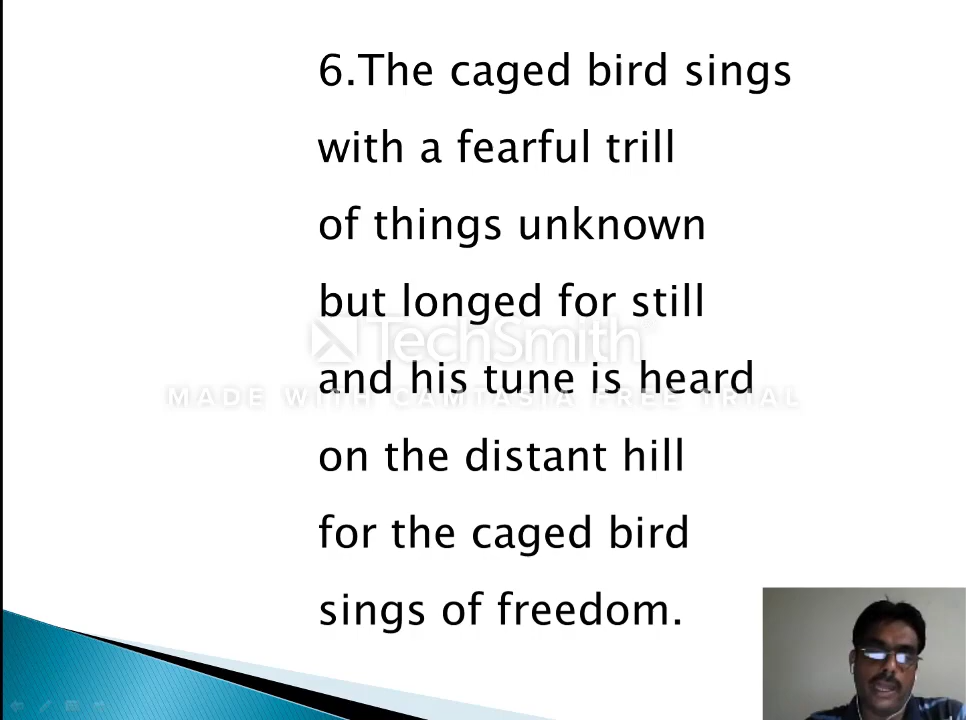 6.The caged bird sings
with a fearful trill
of things unknown
but longed for still
TechSmith
and his tune is heard
MADE WITH CAMTASIA FREE TRIAL
on the distant hill
for the caged bird
sings of freedom.